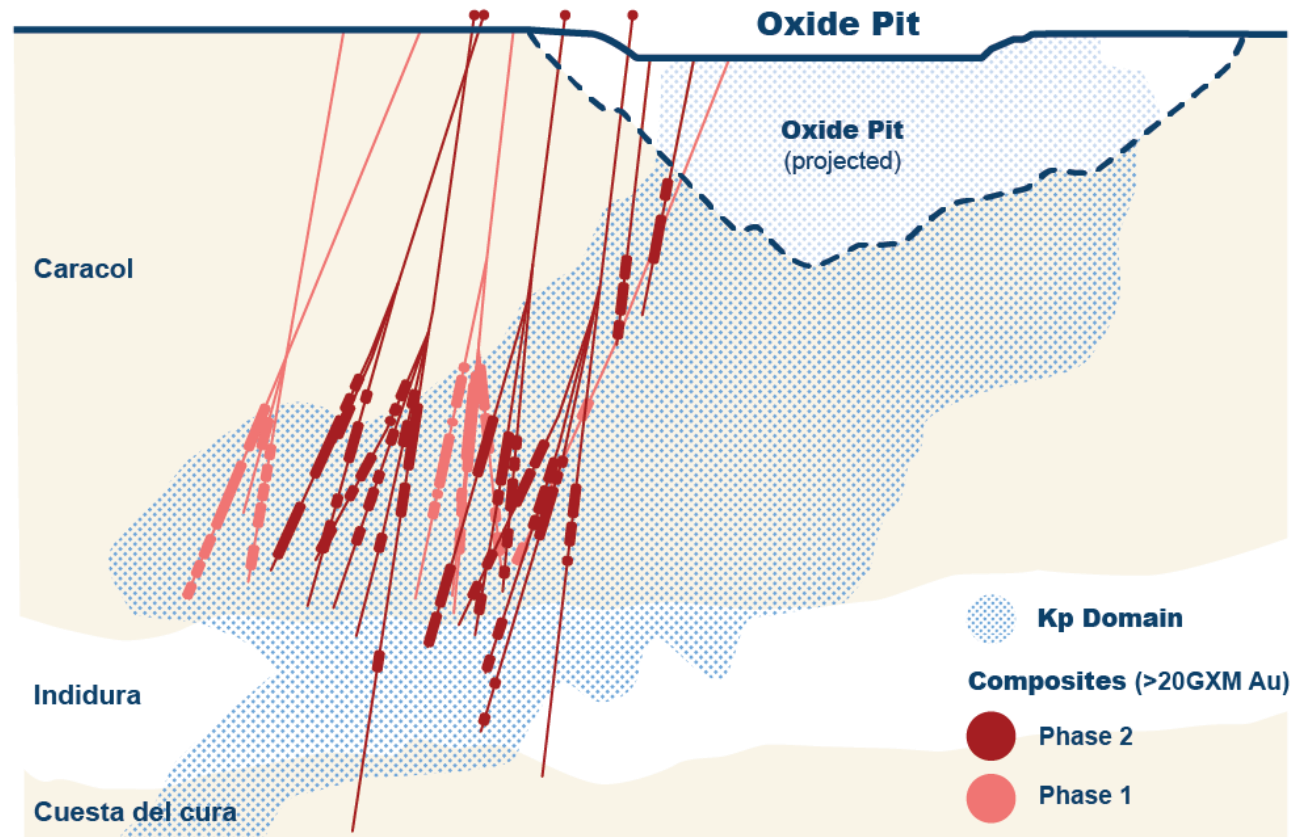 Oxide Pit
Oxide Pit
(projected)
Caracol
Kp Domain
Composites (>20GXM Au)
Indidura
Phase 2
Phase 1
Cuesta del cura